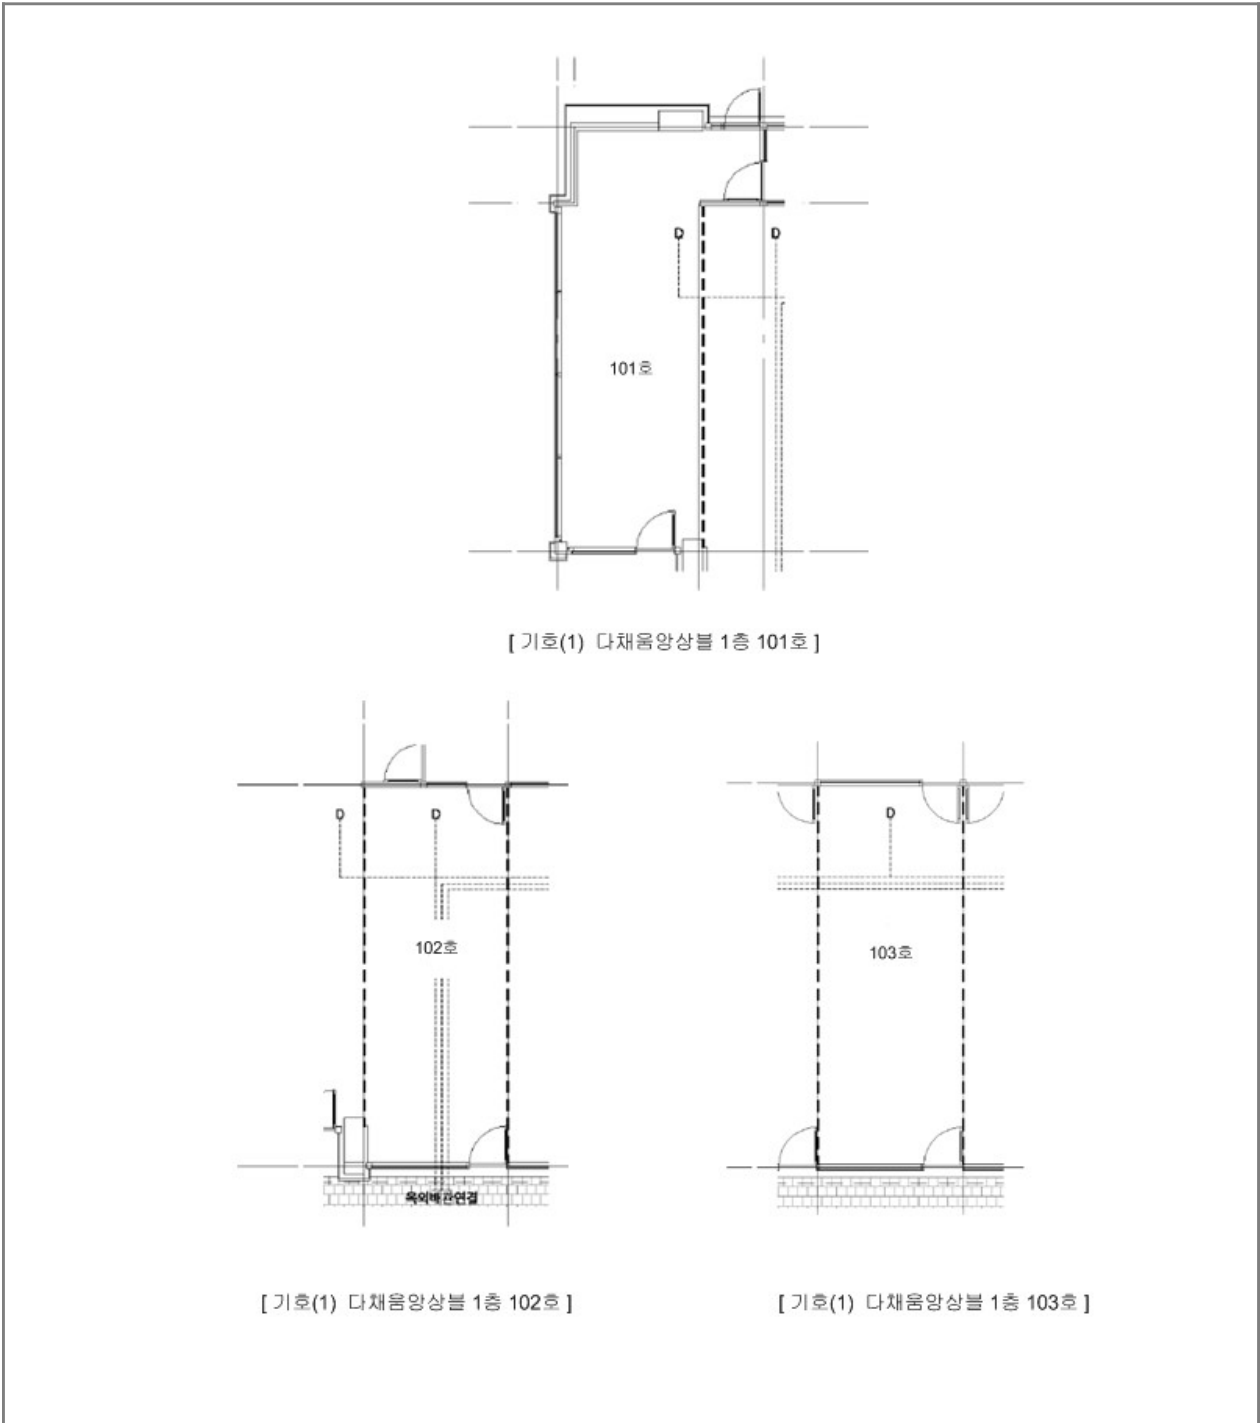 D D
101호
[ 기호(1) 다채움앙상블 1층 101호 ]
D D
D
102호
103호
옥외배관연결
[ 기호(1) 다채움앙상블 1층 102호 ]
[ 기호(1) 다채움앙상블 1층 103호 ]